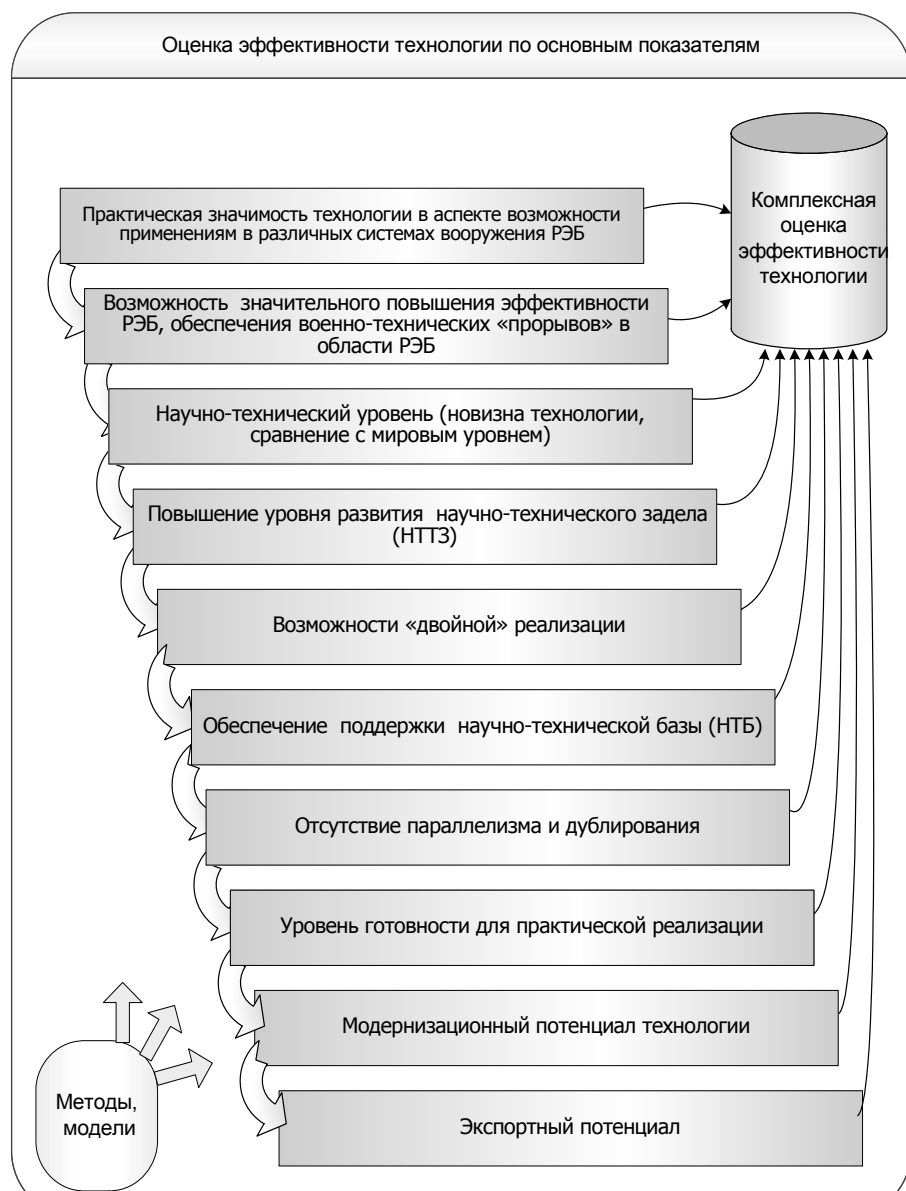 Оценка эффективности технологии по основным показателям
Комплексная
оценка
эффективности
технологии
Практическая значимость технологии в аспекте возможности
применениям в различных системах вооружения РЭБ
Возможность значительного повышения эффективности
РЭБ, обеспечения военно-технических «прорывов» в
области РЭБ
Научно-технический уровень (новизна технологии,
сравнение с мировым уровнем)
Повышение уровня развития научно-технического задела
(НТТЗ)
Возможности «двойной» реализации
Обеспечение поддержки научно-технической базы (НТБ)
Отсутствие параллелизма и дублирования
Уровень готовности для практической реализации
Модернизационный потенциал технологии
Экспортный потенциал
Методы,
модели